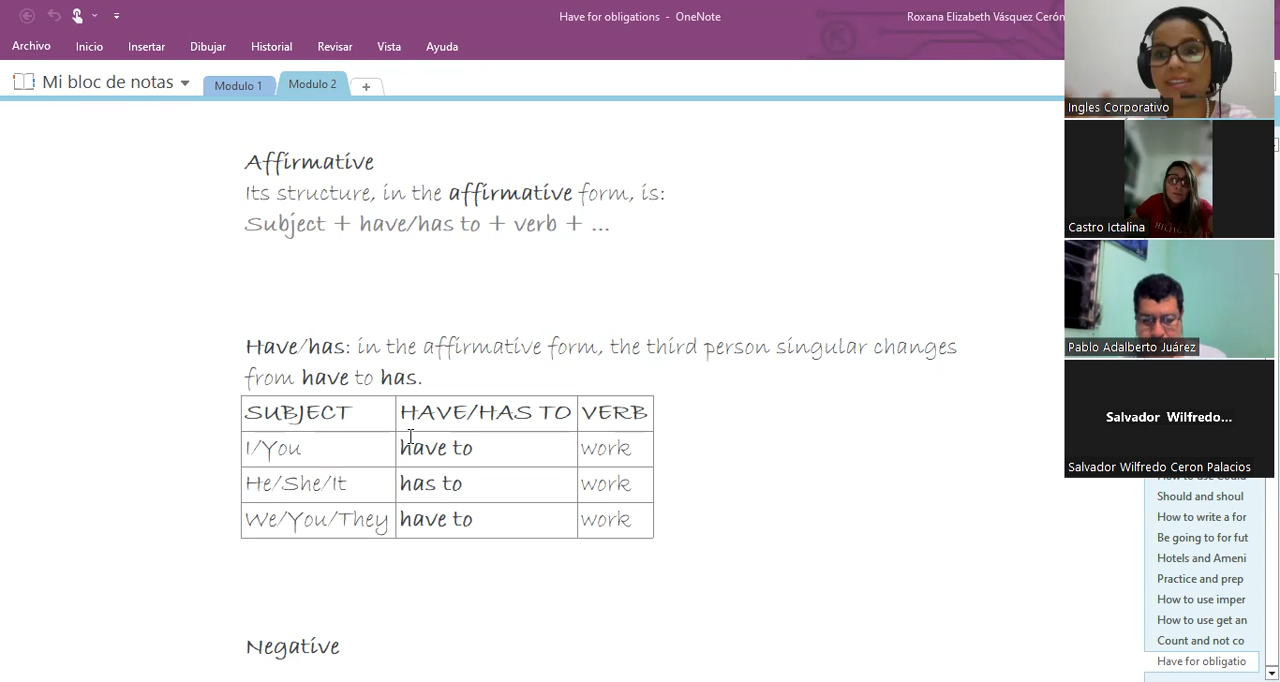 Have for obligations - OneNote
Roxana Elizabeth Vásquez Cerón
Archivo Inicio Insertar Dibujar Historial Revisar Vista Ayuda
Mi bloc de notas Modulo 1 Modulo 2 +
Affirmative
Its structure, in the affirmative form, is:
Subject + have/has to + verb + ...
Have/has: in the affirmative form, the third person singular changes
from have to has.
SUBJECT HAVE/HAS TO VERB
I/You have to work
He/She/It has to work
We/You/They have to work
Negative
Ingles Corporativo
Castro Ictalina
Pablo Adalberto Juárez
Salvador Wilfredo...
Salvador Wilfredo Ceron Palacios
How to use Could
Should and shoul
How to write a for
Be going to for fut
Hotels and Ameni
Practice and prep
How to use imper
How to use get an
Count and not co
Have for obligatio